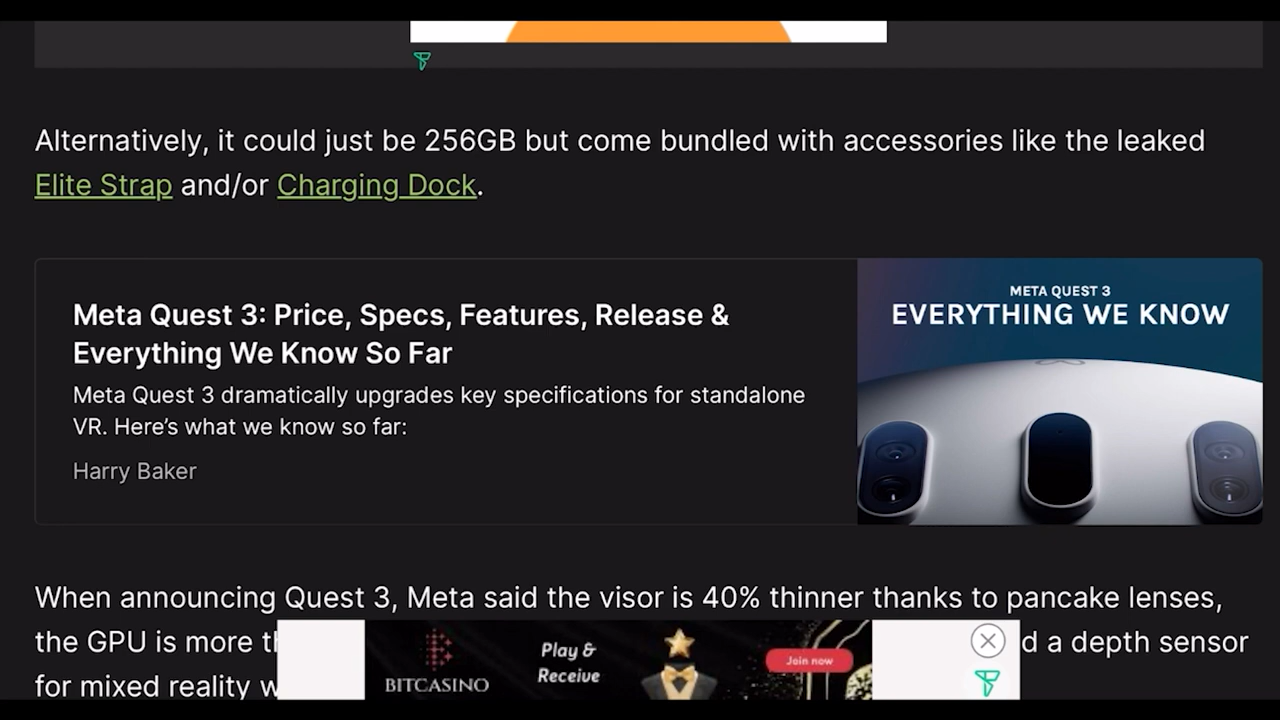 Alternatively, it could just be 256GB but come bundled with accessories like the leaked
Elite Strap and/or Charging Dock.
META QUEST 3
EVERYTHING WE KNOW
Meta Quest 3: Price, Specs, Features, Release &
Everything We Know So Far
Meta Quest 3 dramatically upgrades key specifications for standalone
VR. Here's what we know so far:
Harry Baker
When announcing Quest 3, Meta said the visor is 40% thinner thanks to pancake lenses,
the GPU is more d a depth sensor
for mixed reality
BITCASINO
Play &
Receive
Join now